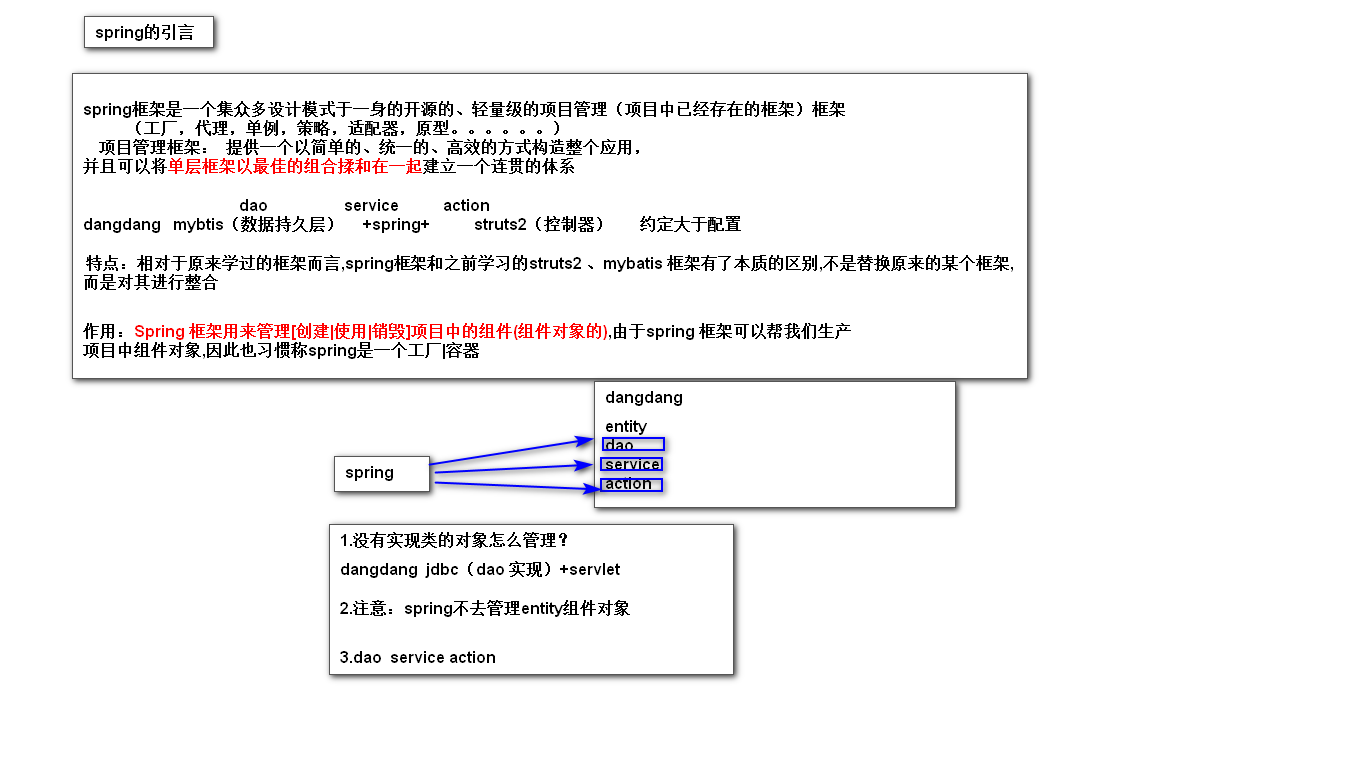 spring的引言
spring框架是一个集众多设计模式于一身的开源的、轻量级的项目管理（项目中已经存在的框架）框架
（工厂，代理，单例，策略，适配器，原型。。。。。。）
项目管理框架： 提供一个以简单的、统一的、高效的方式构造整个应用，
并且可以将单层框架以最佳的组合揉和在一起建立一个连贯的体系
dao service action
dangdang mybtis（数据持久层） +spring+ struts2（控制器） 约定大于配置
特点：相对于原来学过的框架而言,spring框架和之前学习的struts2 、mybatis 框架有了本质的区别,不是替换原来的某个框架,
而是对其进行整合
作用：Spring 框架用来管理[创建|使用|销毁]项目中的组件(组件对象的),由于spring 框架可以帮我们生产
项目中组件对象,因此也习惯称spring是一个工厂|容器
dangdang
entity
dao
service
action
spring
1.没有实现类的对象怎么管理？
dangdang jdbc（dao 实现）+servlet
2.注意：spring不去管理entity组件对象
3.dao service action